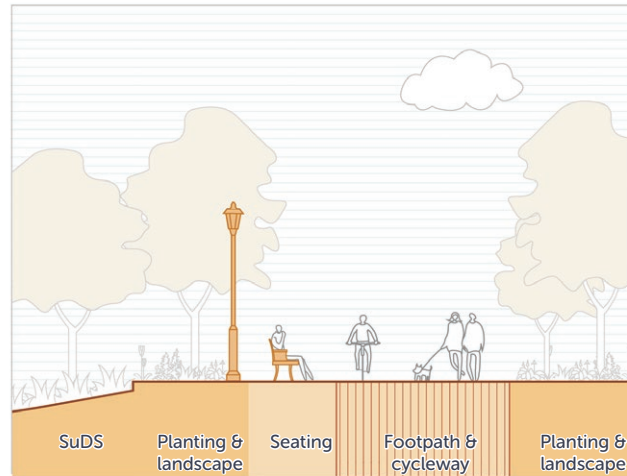 SuDS
Planting &
landscape
Seating
Footpath &
cycleway
Planting &
landscape